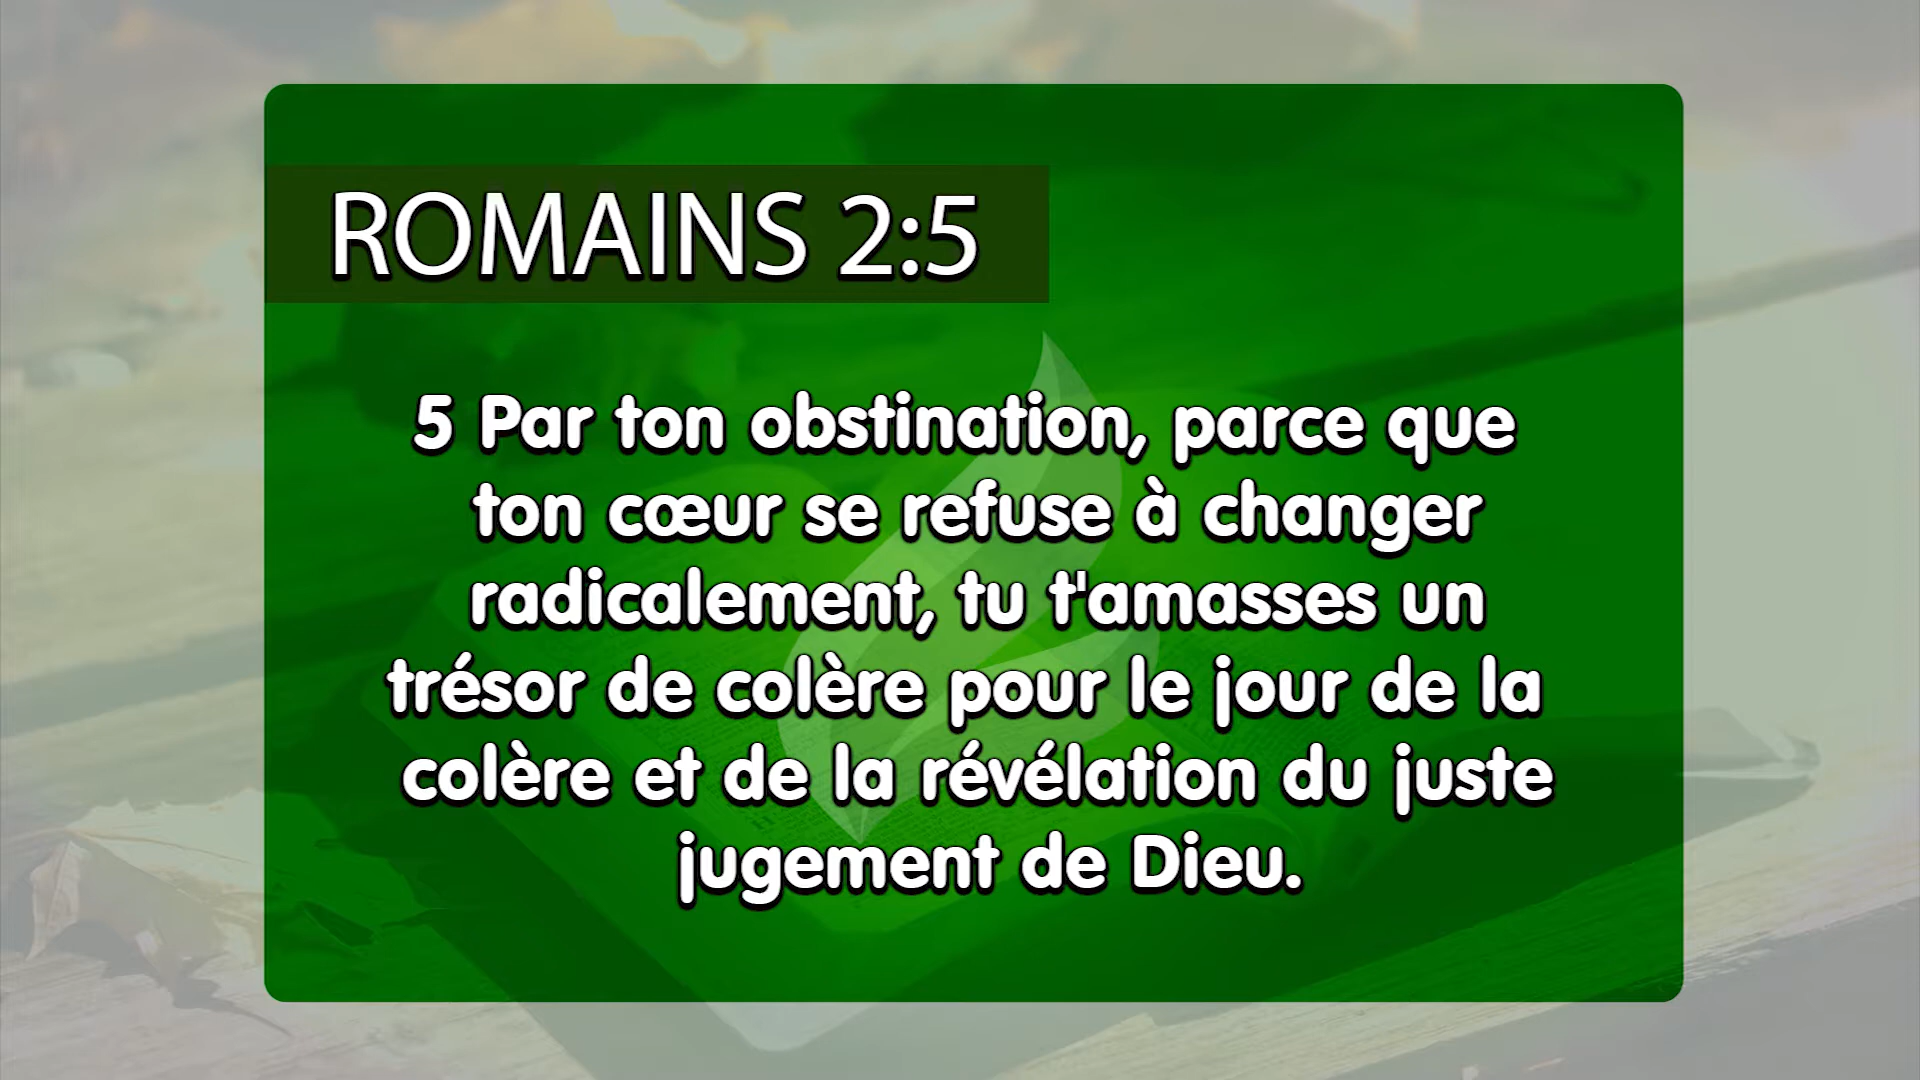 ROMAINS 2:5
5 Par ton obstination, parce que
ton cœur se refuse à changer
radicalement, tu t'amasses un
trésor de colère pour le jour de la
colère et de la révélation du juste
jugement de Dieu.